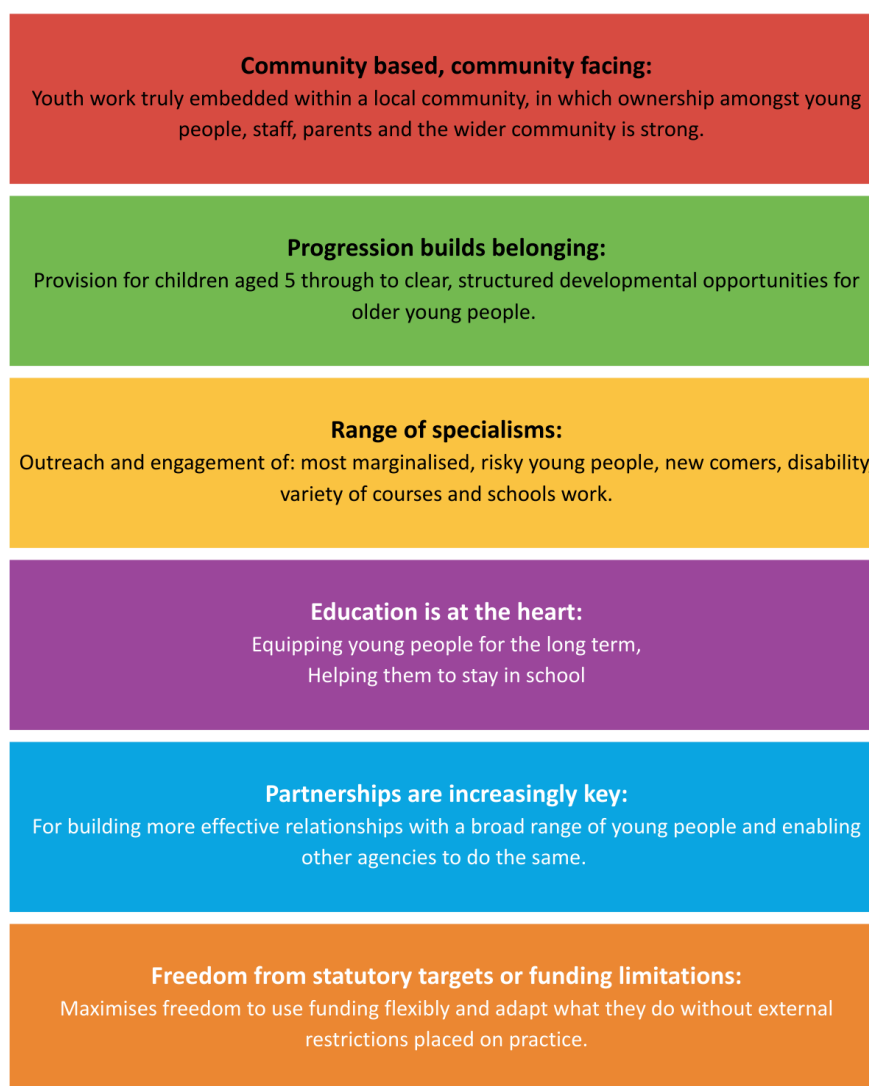 Community based, community facing:
Youth work truly embedded within a local community, in which ownership amongst young
people, staff, parents and the wider community is strong.
Progression builds belonging:
Provision for children aged 5 through to clear, structured developmental opportunities for
older young people.
Range of specialisms:
Outreach and engagement of: most marginalised, risky young people, new comers, disability
variety of courses and schools work.
Education is at the heart:
Equipping young people for the long term,
Helping them to stay in school
Partnerships are increasingly key:
For building more effective relationships with a broad range of young people and enabling
other agencies to do the same.
Freedom from statutory targets or funding limitations:
Maximises freedom to use funding flexibly and adapt what they do without external
restrictions placed on practice.